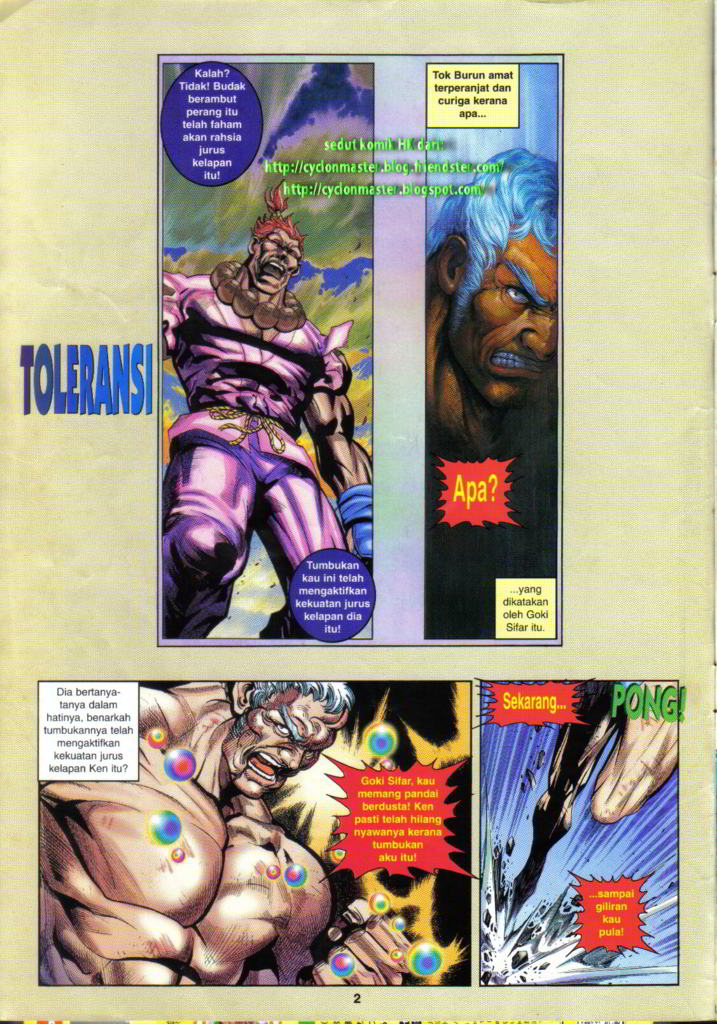 Kalah?
Tidak! Budak
berambut
perang itu
telah faham
akan rahsia
jurus
kelapan
itu!
Tok Burun amat
terperanjat dan
curiga kerana
apa...
sedut komik HK dari:
http://cyclonmaster.blog.friendster.com/
http://cyclonmaster.blogspot.com/
TOLERANSI
Apa?
Tumbukan
kau ini telah
mengaktifkan
kekuatan jurus
kelapan dia
itu!
...yang
dikatakan
oleh Goki
Sifar itu.
Dia bertanya-
tanya dalam
hatinya, benarkah
tumbukannya telah
mengaktifkan
kekuatan jurus
kelapan Ken itu?
Goki Sifar, kau
memang pandai
berdusta! Ken
pasti telah hilang
nyawanya kerana
tumbukan
aku itu!
Sekarang...
PONG!
...sampai
giliran
kau
pula!
2